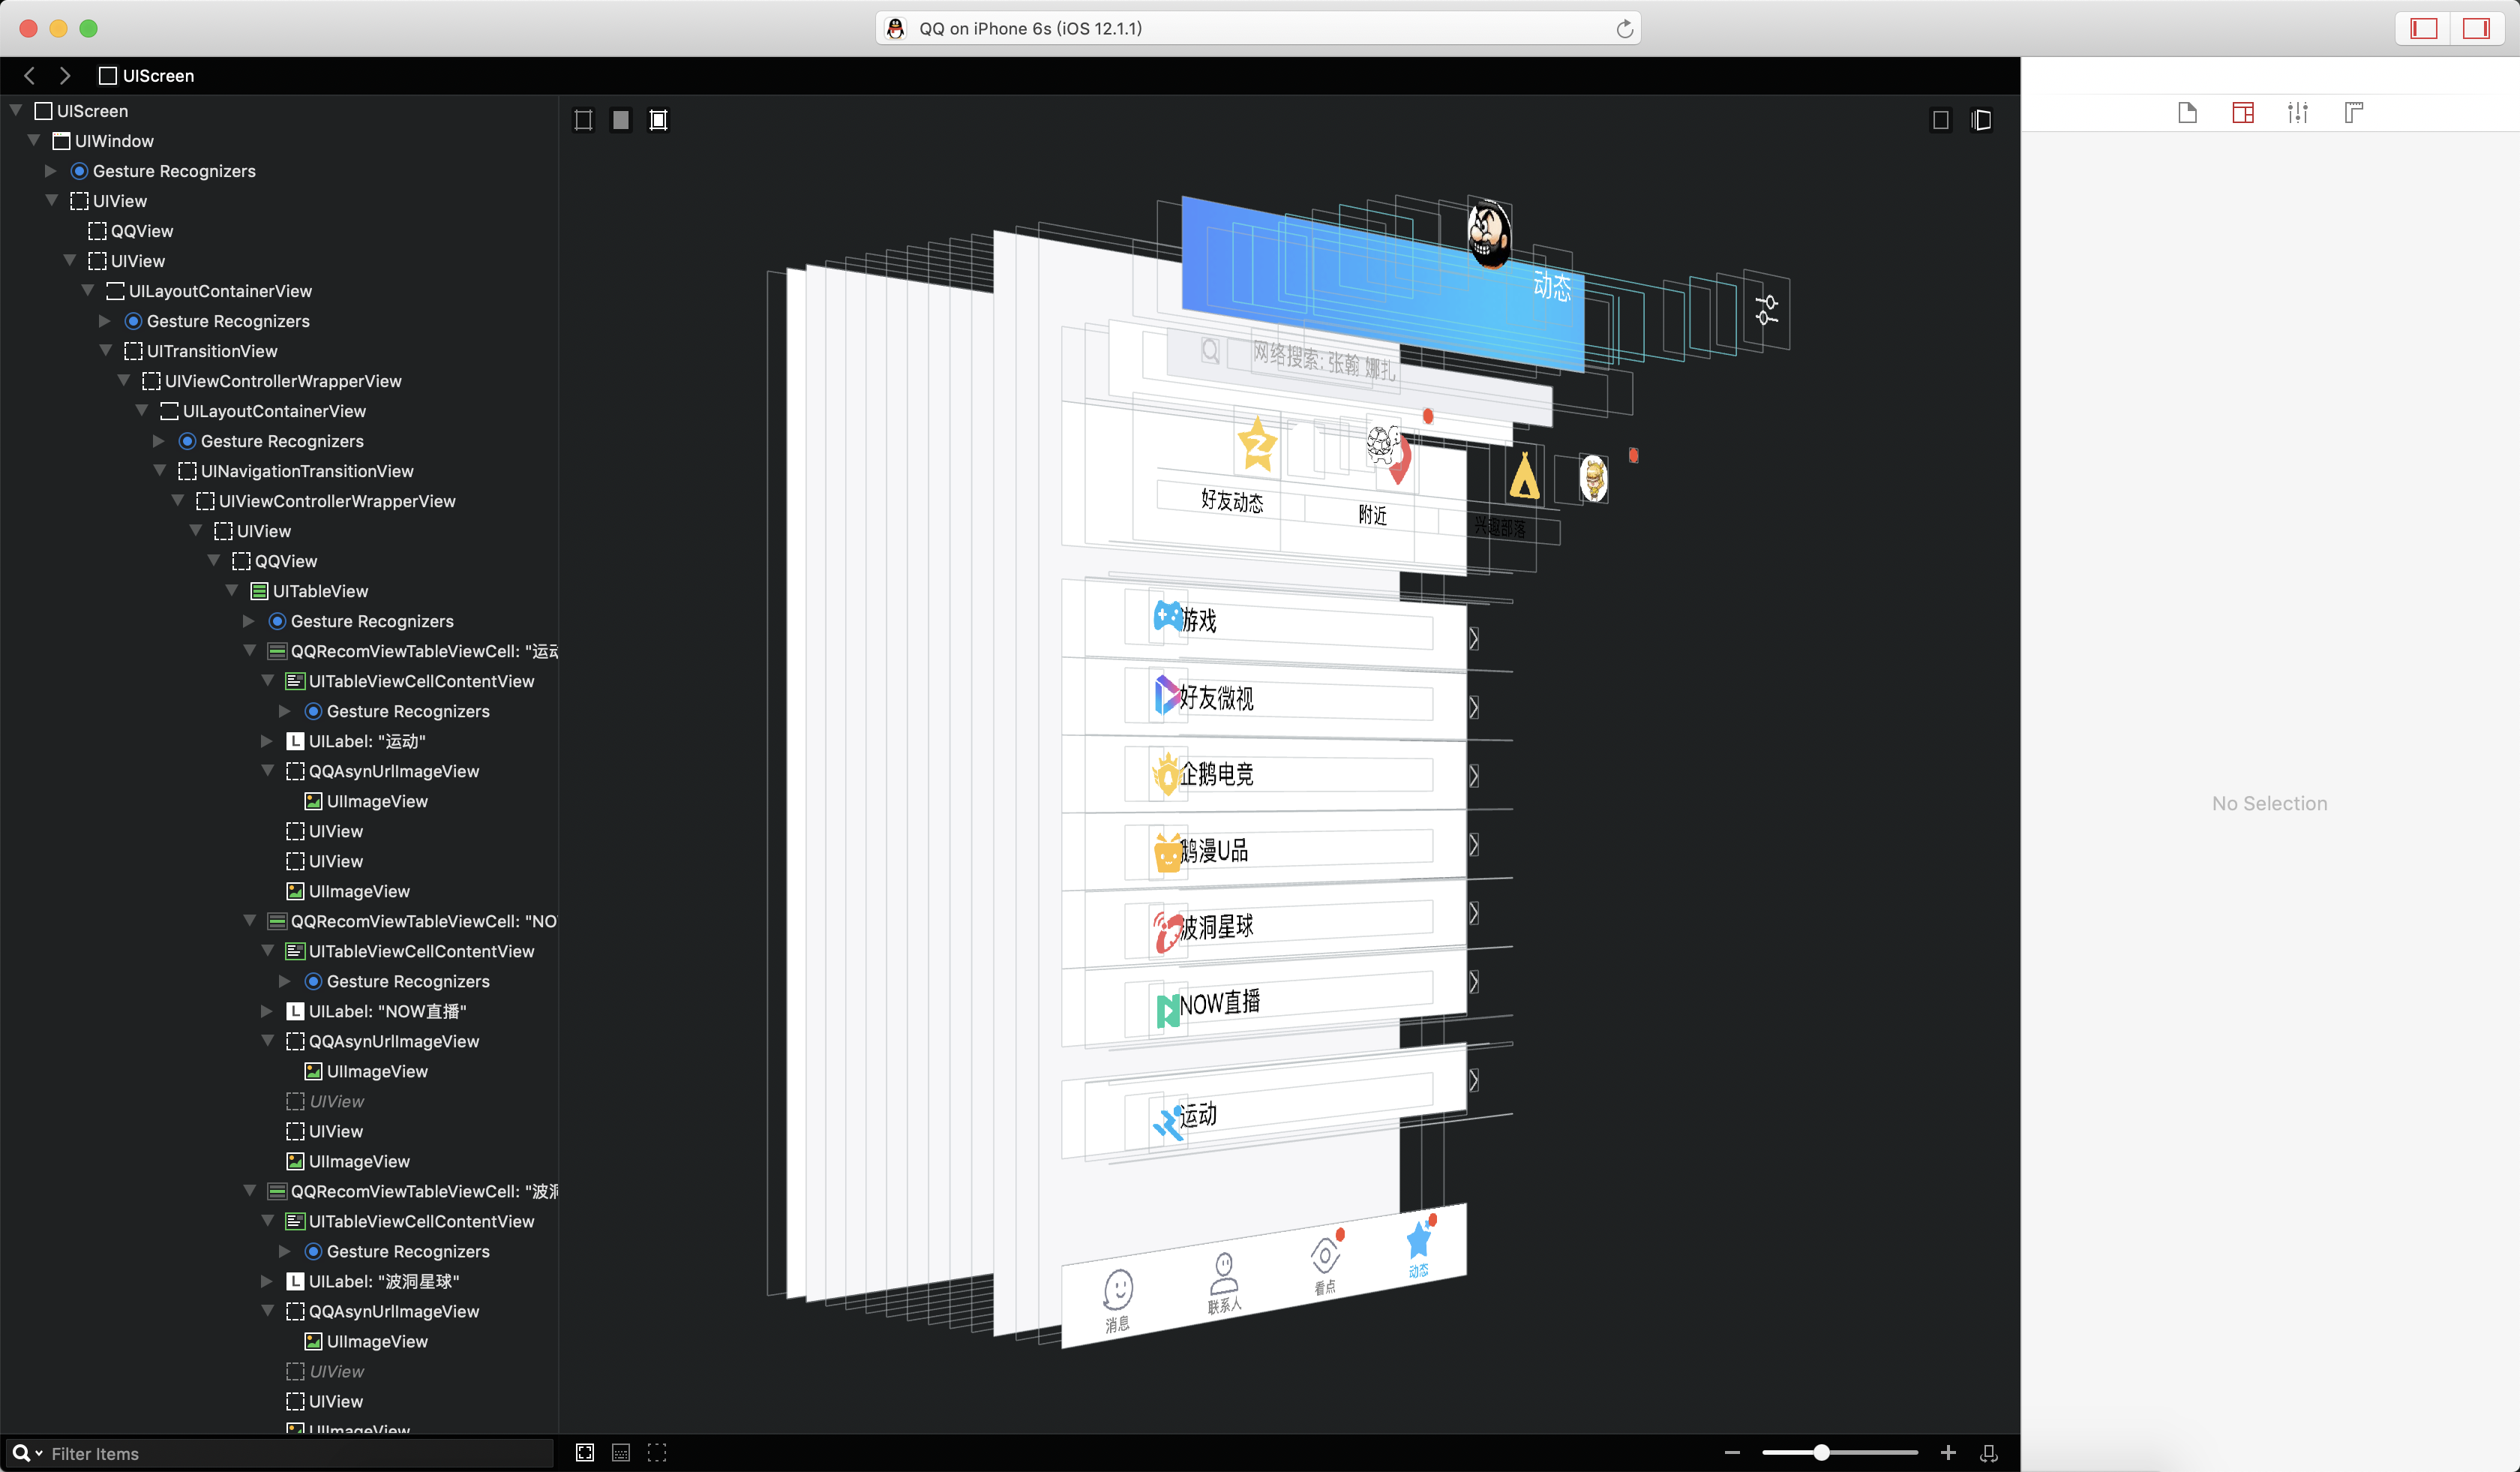 QQ on iPhone 6s (iOS 12.1.1)
UIScreen
UIScreen
UIWindow
Gesture Recognizers
UIView
QQView
UIView
UILayoutContainerView
Gesture Recognizers
UITransitionView
UIViewControllerWrapperView
UILayoutContainerView
Gesture Recognizers
UINavigationTransitionView
UIViewControllerWrapperView
UIView
QQView
UITableView
Gesture Recognizers
QQRecomViewTableViewCell: "运动
UITableViewCellContentView
Gesture Recognizers
L UILabel: "运动"
QQAsynUrlImageView
UIImageView
UIView
UIView
UIImageView
QQRecomViewTableViewCell: "NO
UITableViewCellContentView
Gesture Recognizers
L UILabel: "NOW直播"
QQAsynUrlImageView
UIImageView
UIView
UIView
UIImageView
QQRecomViewTableViewCell: "波洞
UITableViewCellContentView
Gesture Recognizers
L UILabel: "波洞星球"
QQAsynUrlImageView
UIImageView
UIView
UIView
UIImageView
Filter Items
动态
网络搜索: 张翰 娜扎
好友动态
附近
兴趣部落
游戏
好友微视
企鹅电竞
鹅漫U品
波洞星球
NOW直播
运动
消息
联系人
看点
动态
No Selection